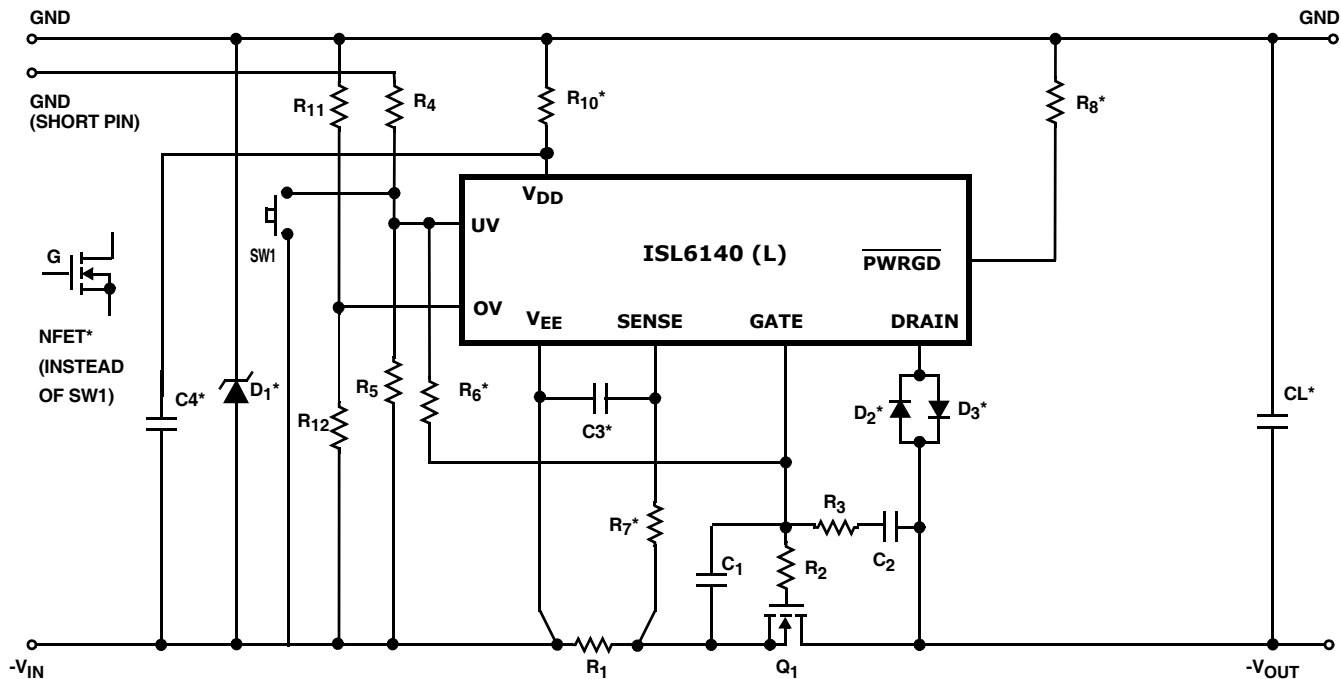 GND
GND
GND
(SHORT PIN)
R11
R4
R10*
R8*
VDD
UV
SW1
ISL6140 (L)
PWRGD
G
OV
VEE
SENSE
GATE
DRAIN
NFET*
(INSTEAD
OF SW1)
C4*
D1*
R5
R6*
R12
C3*
D2*
D3*
CL*
R7*
R3
C1
R2
C2
-VIN
R1
Q1
-VOUT